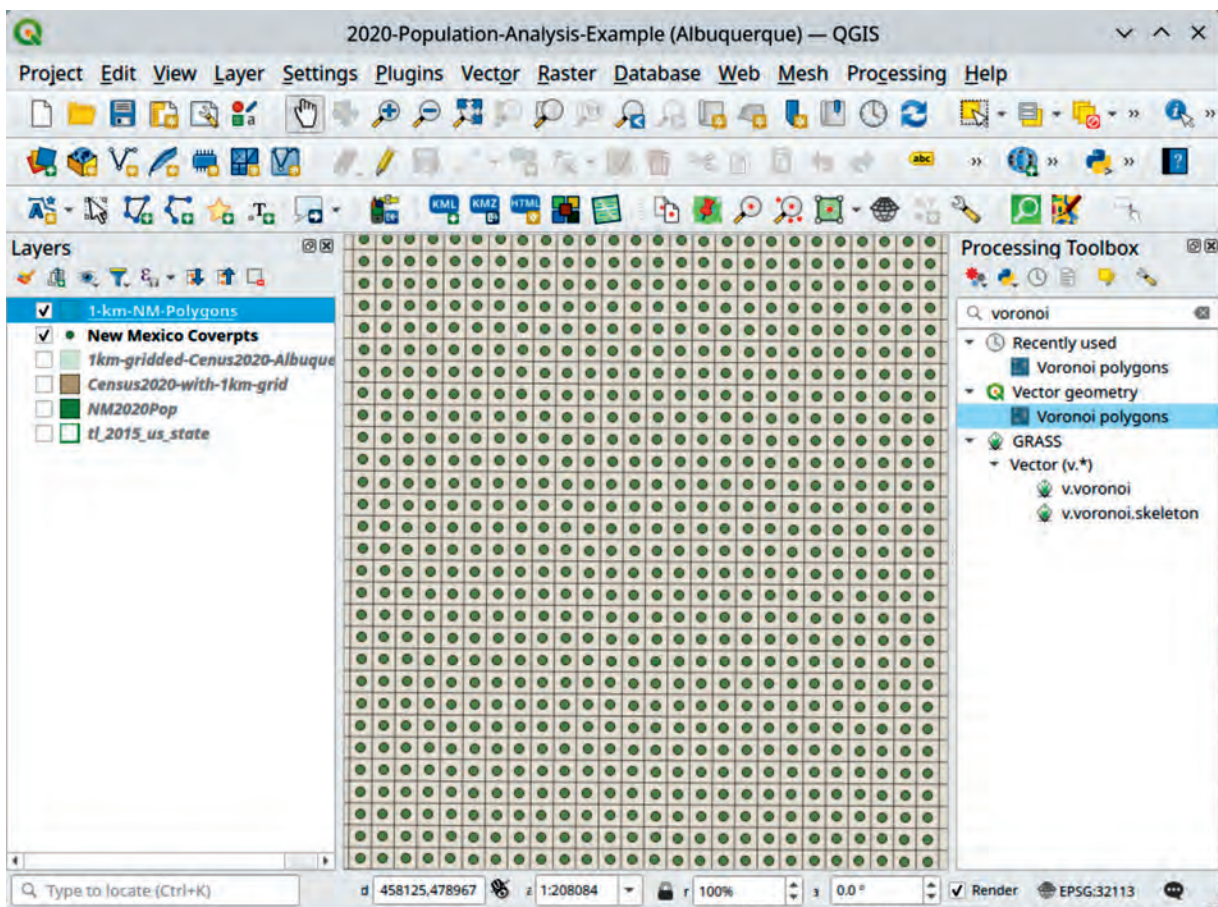 2020-Population-Analysis-Example (Albuquerque) — QGIS
Project Edit View Layer Settings Plugins Vector Raster Database Web Mesh Processing Help
a
»
»
abc
»
»
»
?
KML
KMZ
HTML
T
Layers
Processing Toolbox
ε
1-km-NM-Polygons
New Mexico Coverpts
1km-gridded-Cenus2020-Albuque
Census2020-with-1km-grid
NM2020Pop
tl_2015_us_state
voronoi
Recently used
Voronoi polygons
Vector geometry
Voronoi polygons
GRASS
Vector (v.*)
v.voronoi
v.voronoi.skeleton
Type to locate (Ctrl+K)
d 458125,478967
1:208084
r 100%
0.0 °
Render
EPSG:32113